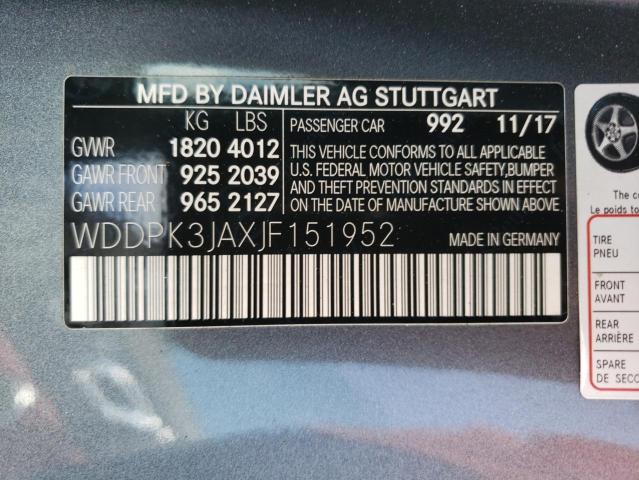 MFD BY DAIMLER AG STUTTGART
KG LBS
GVWR 1820 4012
GAWR FRONT 925 2039
GAWR REAR 965 2127
PASSENGER CAR 992 11/17
THIS VEHICLE CONFORMS TO ALL APPLICABLE
U.S. FEDERAL MOTOR VEHICLE SAFETY,BUMPER
AND THEFT PREVENTION STANDARDS IN EFFECT
ON THE DATE OF MANUFACTURE SHOWN ABOVE.
WDDPK3JAXJF151952 MADE IN GERMANY
The co
Le poids to
TIRE
PNEU
FRONT
AVANT
REAR
ARRIÈRE
SPARE
DE SECO